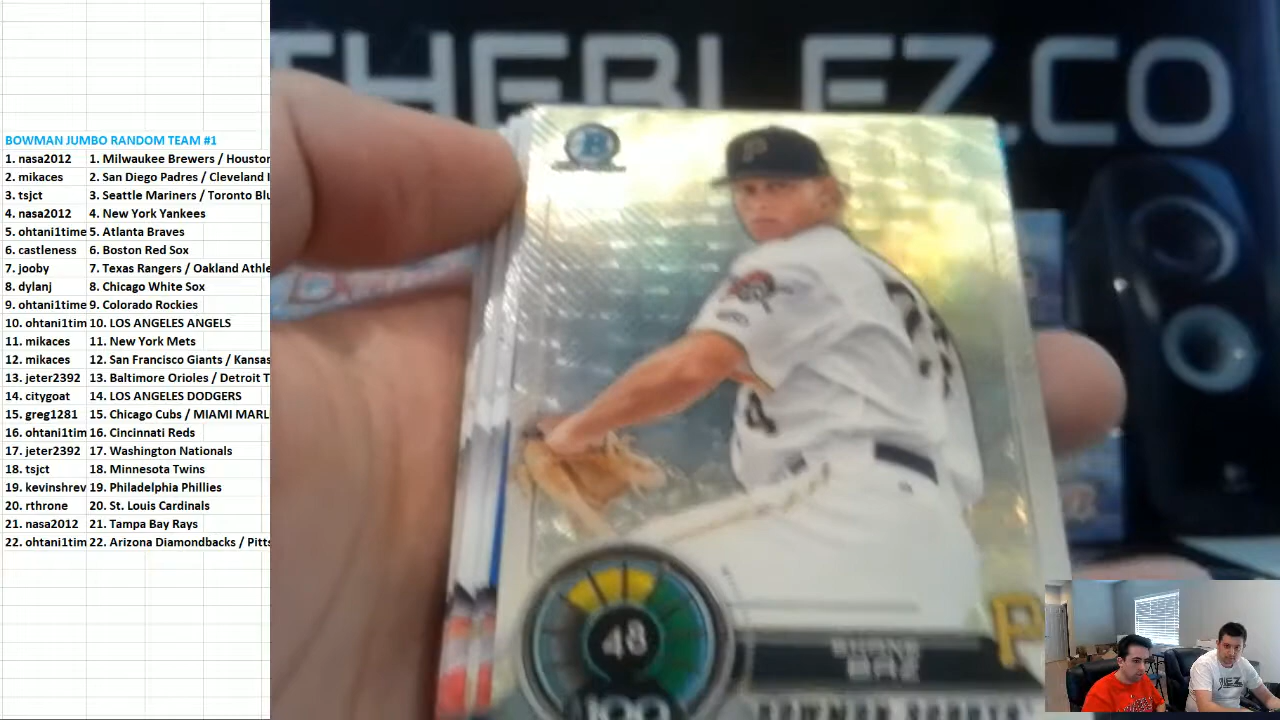 THEBLEZ.CO
BOWMAN JUMBO RANDOM TEAM #1
1. nasa2012 1. Milwaukee Brewers / Houston
2. mikaces 2. San Diego Padres / Cleveland I
3. tsjct 3. Seattle Mariners / Toronto Blu
4. nasa2012 4. New York Yankees
5. ohtani1time 5. Atlanta Braves
6. castleness 6. Boston Red Sox
7. jooby 7. Texas Rangers / Oakland Athle
8. dylanj 8. Chicago White Sox
9. ohtani1time 9. Colorado Rockies
10. ohtani1tim 10. LOS ANGELES ANGELS
11. mikaces 11. New York Mets
12. mikaces 12. San Francisco Giants / Kansas
13. jeter2392 13. Baltimore Orioles / Detroit T
14. citygoat 14. LOS ANGELES DODGERS
15. greg1281 15. Chicago Cubs / MIAMI MARL
16. ohtani1tim 16. Cincinnati Reds
17. jeter2392 17. Washington Nationals
18. tsjct 18. Minnesota Twins
19. kevinshrev 19. Philadelphia Phillies
20. rthrone 20. St. Louis Cardinals
21. nasa2012 21. Tampa Bay Rays
22. ohtani1tim 22. Arizona Diamondbacks / Pitts
B
P
4
48
100
SHANE
BAZ
P